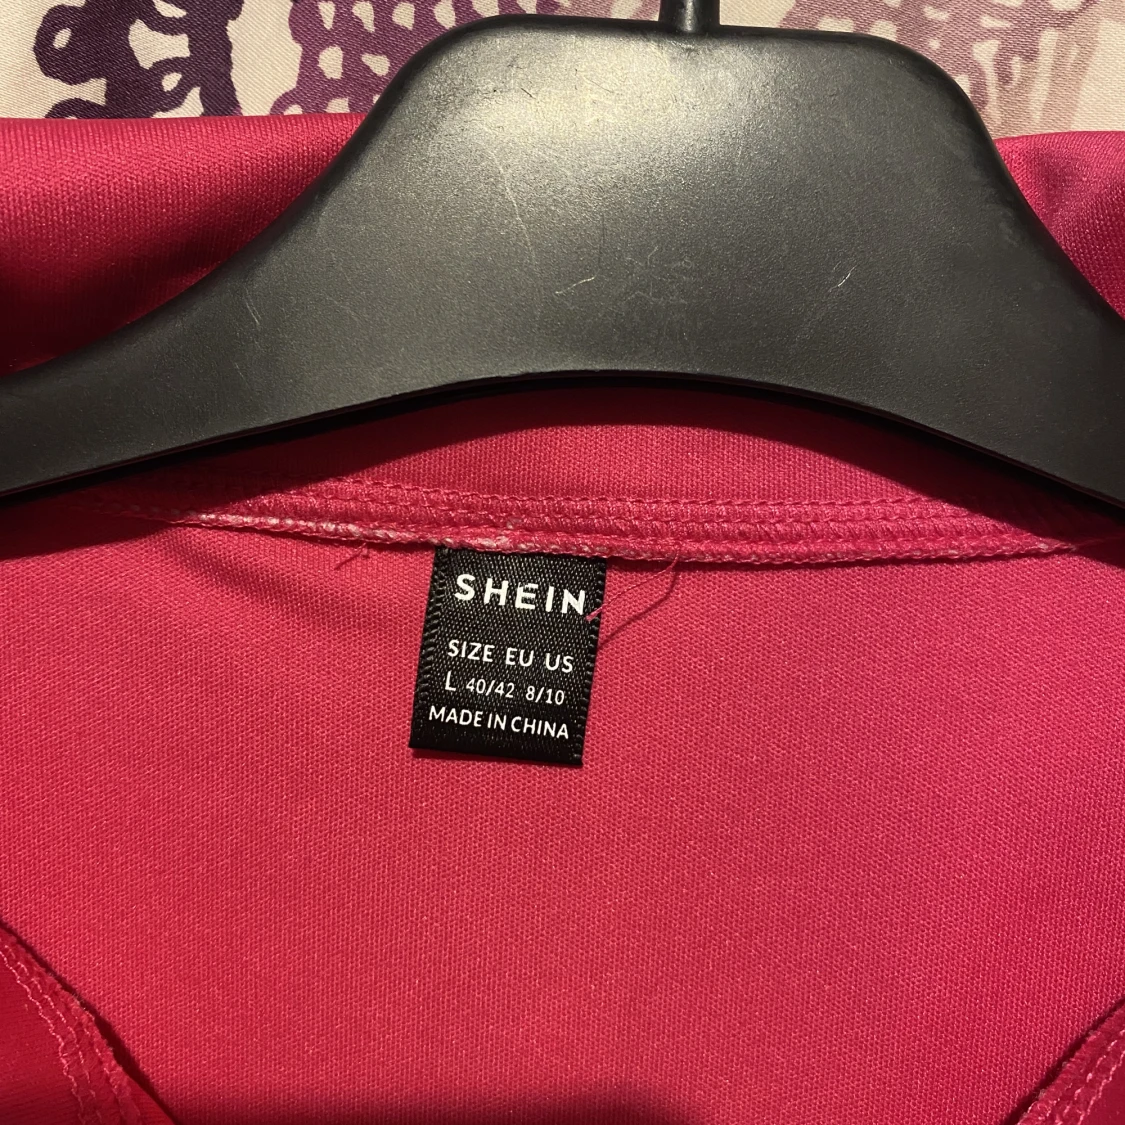 SHEIN
SIZE EU US
L 40/42 8/10
MADE IN CHINA